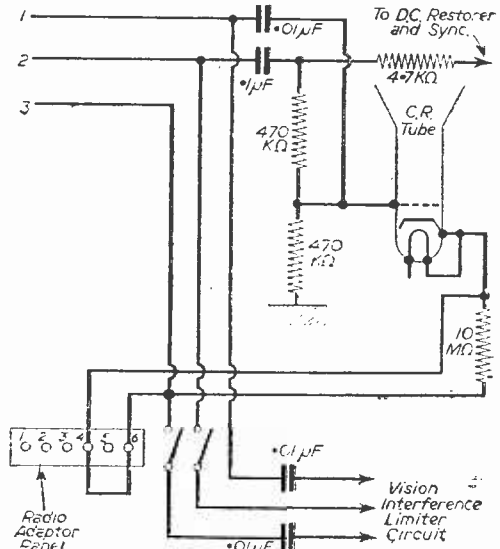 1
·01µF
To D.C. Restorer
and Sync.
2
·1µF
4·7KΩ
3
C.R.
Tube
470
KΩ
470
KΩ
10
MΩ
1 2 3 4 5 6
·01µF
Vision
Interference
Limiter
Circuit
Radio
Adaptor
Panel
·01µF